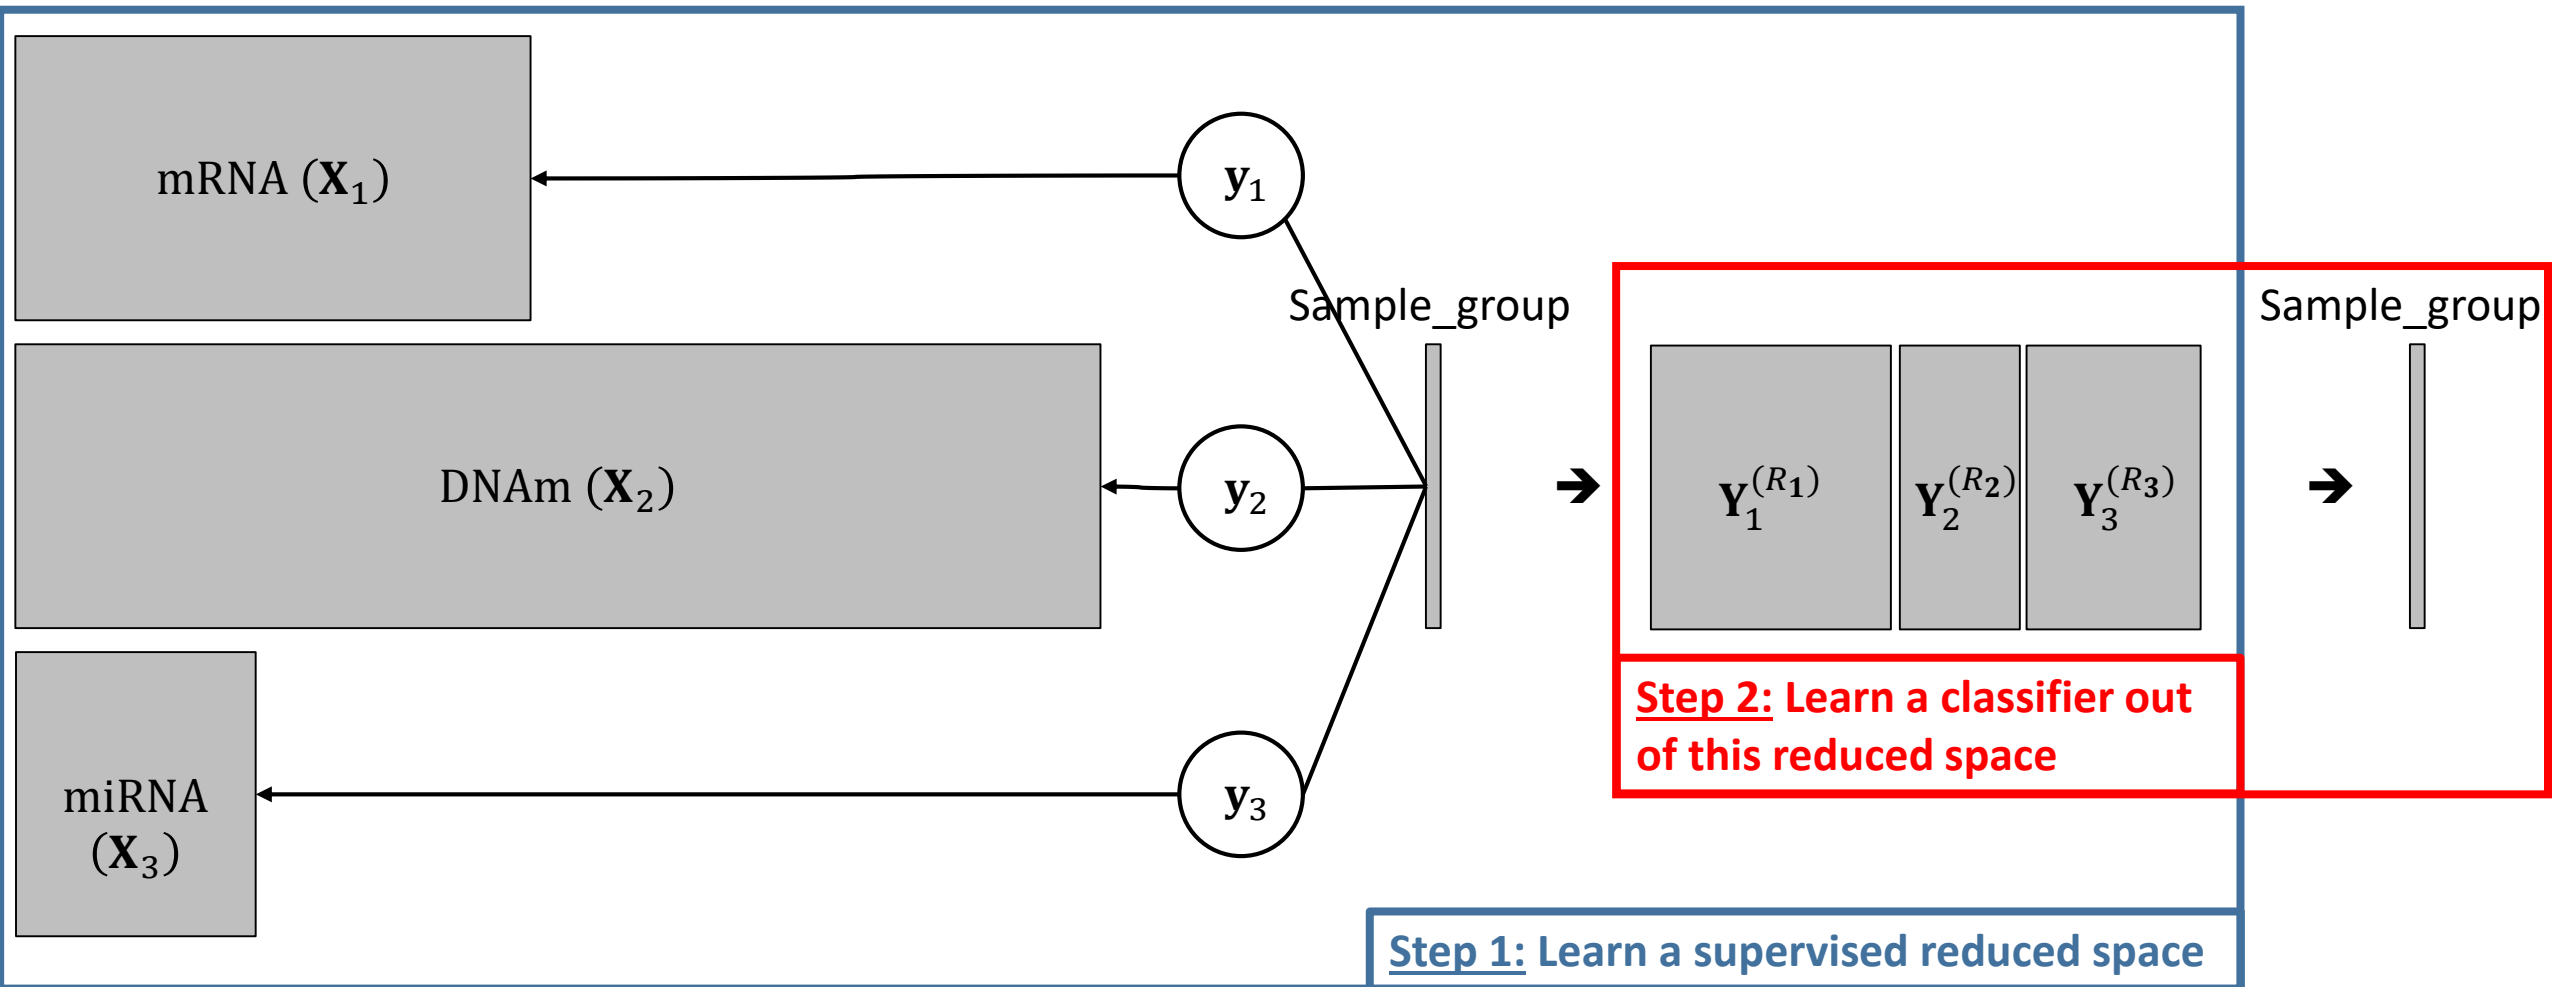 mRNA (𝐗₁)
𝐲₁
Sample_group
Sample_group
DNAm (𝐗₂)
𝐲₂
➔
𝐘₁^(𝑅₁)
𝐘₂^(𝑅₂)
𝐘₃^(𝑅₃)
➔
Step 2: Learn a classifier out
of this reduced space
miRNA
(𝐗₃)
𝐲₃
Step 1: Learn a supervised reduced space